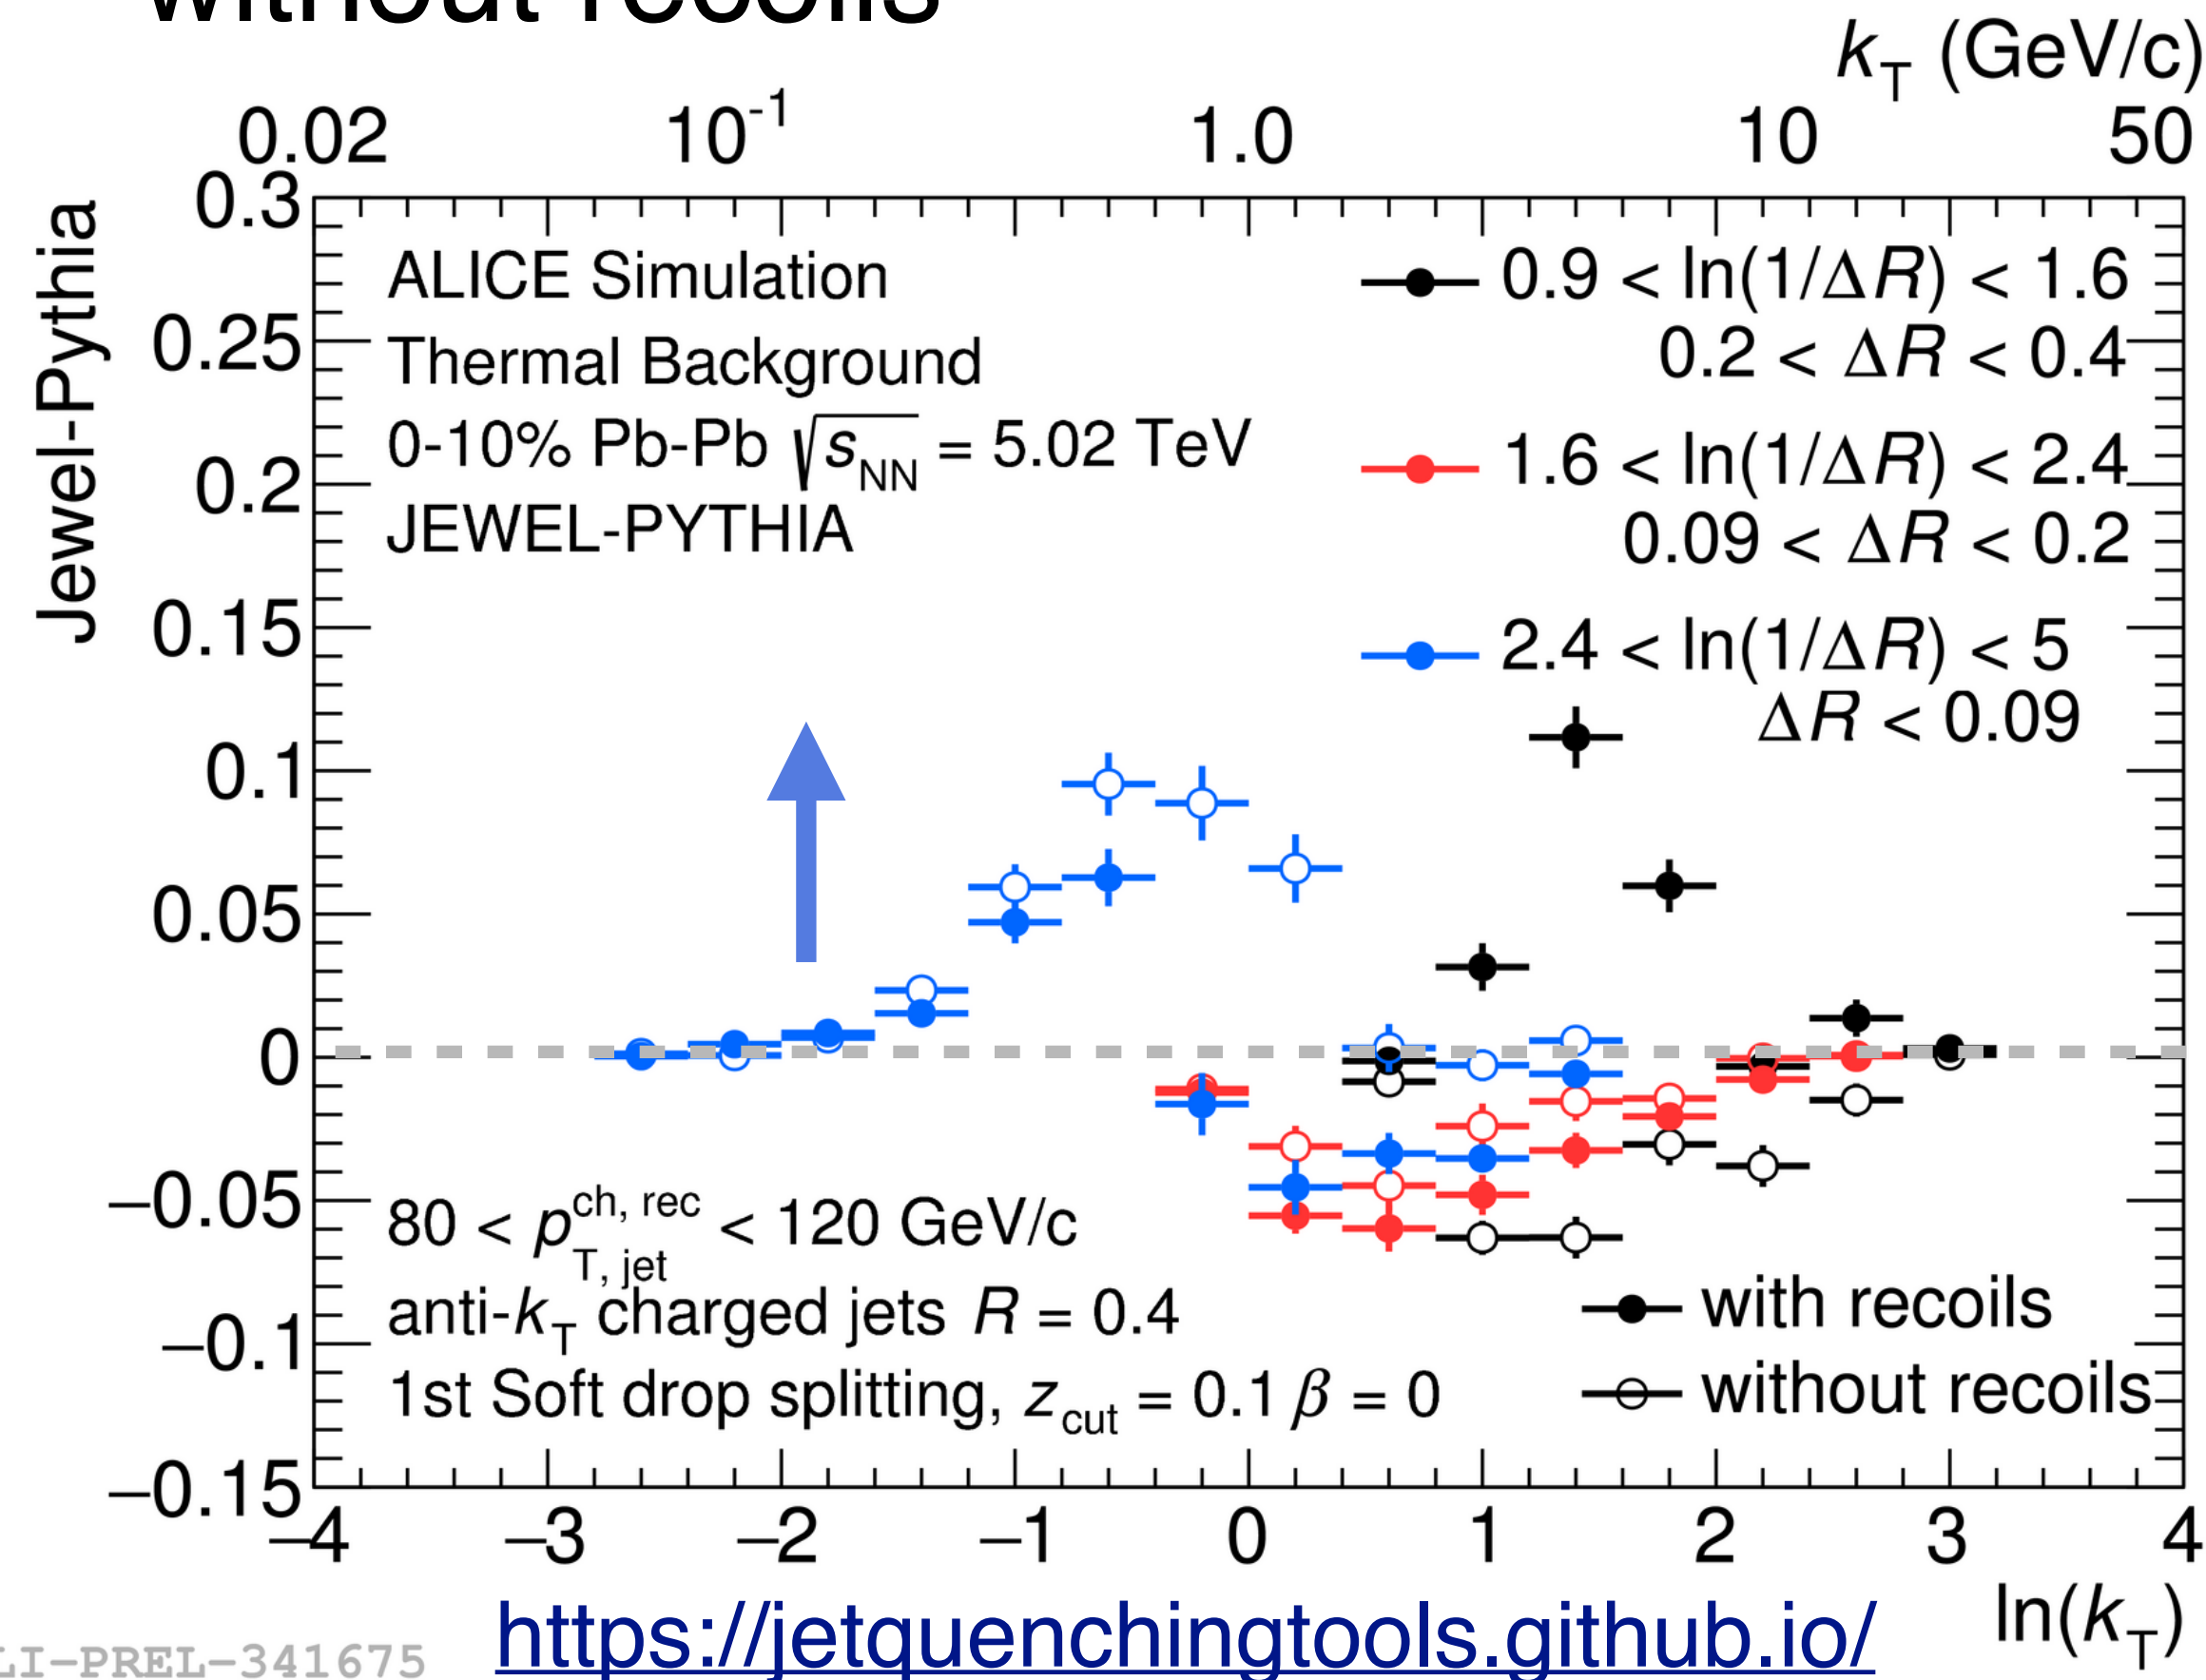 without recoils
k_T (GeV/c)
0.02 10^-1 1.0 10 50
Jewel-Pythia
0.3
0.25
0.2
0.15
0.1
0.05
0
−0.05
−0.1
−0.15
ALICE Simulation
Thermal Background
0-10% Pb-Pb √s_NN = 5.02 TeV
JEWEL-PYTHIA
0.9 < ln(1/ΔR) < 1.6
0.2 < ΔR < 0.4
1.6 < ln(1/ΔR) < 2.4
0.09 < ΔR < 0.2
2.4 < ln(1/ΔR) < 5
ΔR < 0.09
80 < p_T, jet^ch, rec < 120 GeV/c
anti-k_T charged jets R = 0.4
1st Soft drop splitting, z_cut = 0.1 β = 0
with recoils
without recoils
−4 −3 −2 −1 0 1 2 3 4
ln(k_T)
LI-PREL-341675
https://jetquenchingtools.github.io/